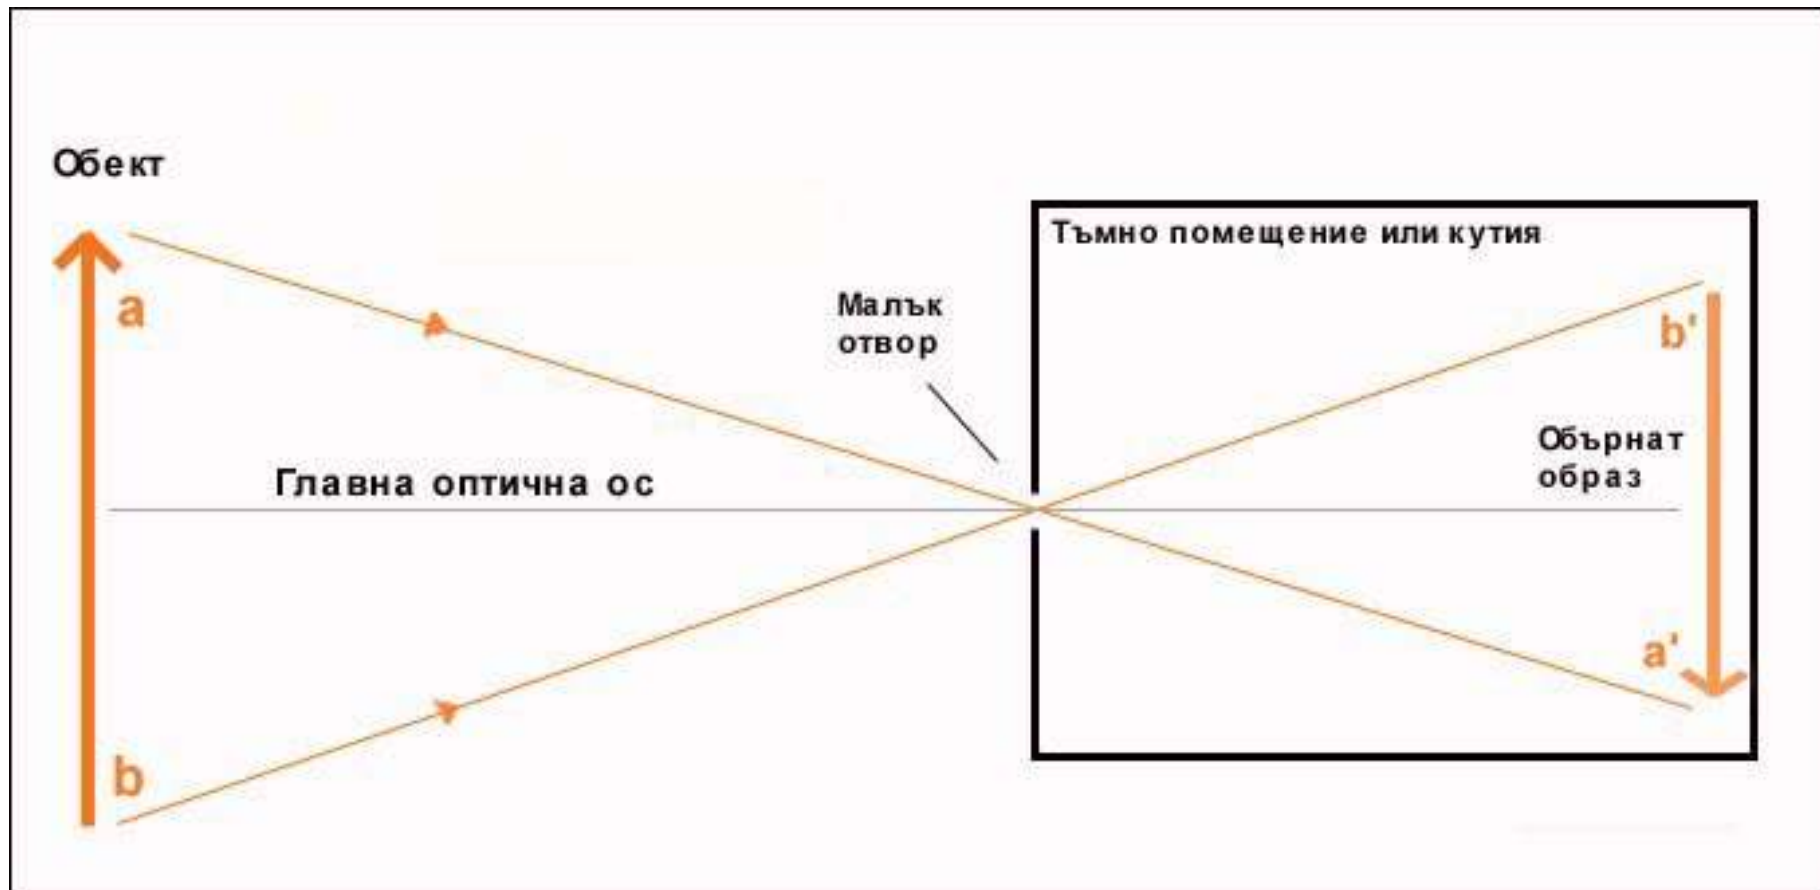 Обект
Тъмно помещение или кутия
a
Малък
отвор
b'
Обърнат
образ
Главна оптична ос
a'
b